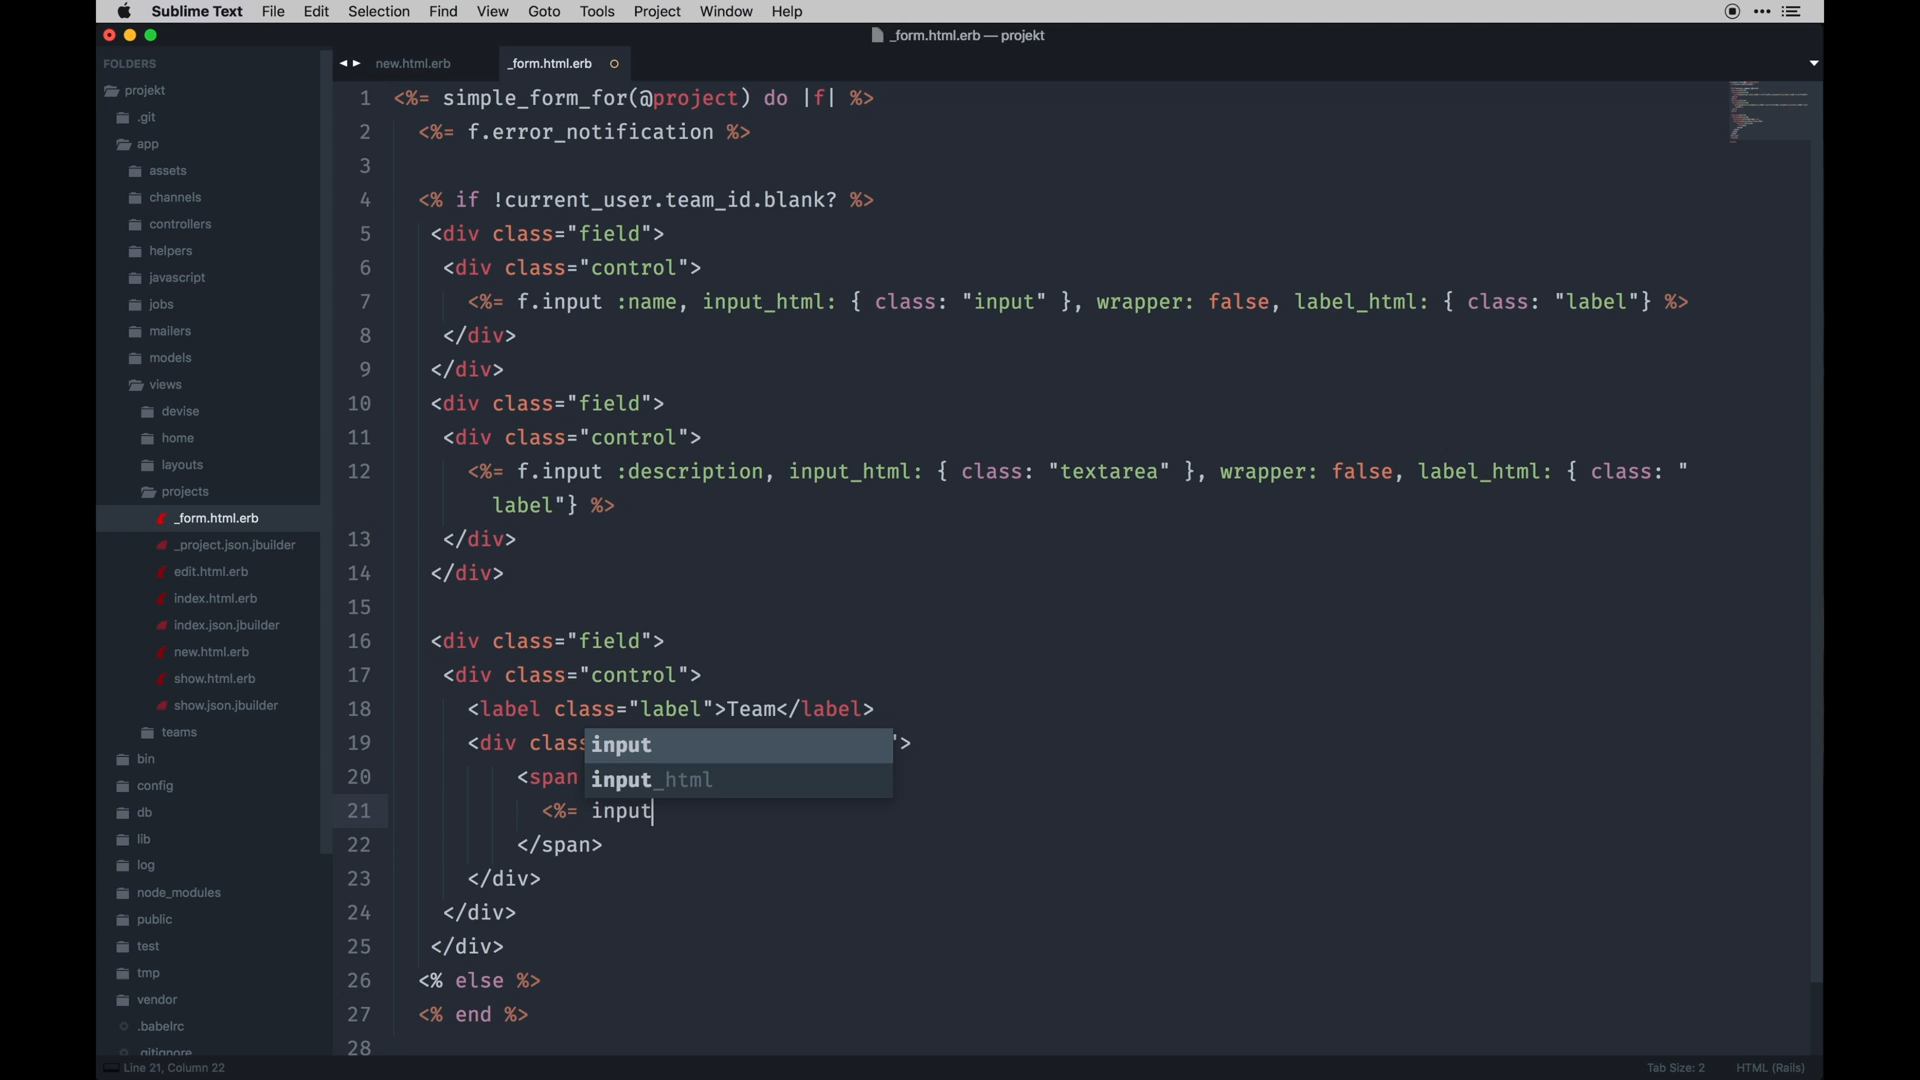 Sublime Text File Edit Selection Find View Goto Tools Project Window Help
_form.html.erb — projekt
FOLDERS
projekt
.git
app
assets
channels
controllers
helpers
javascript
jobs
mailers
models
views
devise
home
layouts
projects
_form.html.erb
_project.json.jbuilder
edit.html.erb
index.html.erb
index.json.jbuilder
new.html.erb
show.html.erb
show.json.jbuilder
teams
bin
config
db
lib
log
node_modules
public
test
tmp
vendor
.babelrc
.gitignore
new.html.erb _form.html.erb
1 <%= simple_form_for(@project) do |f| %>
2 <%= f.error_notification %>
3
4 <% if !current_user.team_id.blank? %>
5 <div class="field">
6 <div class="control">
7 <%= f.input :name, input_html: { class: "input" }, wrapper: false, label_html: { class: "label"} %>
8 </div>
9 </div>
10 <div class="field">
11 <div class="control">
12 <%= f.input :description, input_html: { class: "textarea" }, wrapper: false, label_html: { class: "
label"} %>
13 </div>
14 </div>
15
16 <div class="field">
17 <div class="control">
18 <label class="label">Team</label>
19 <div class ">
input
20 <span
input_html
21 <%= input
22 </span>
23 </div>
24 </div>
25 </div>
26 <% else %>
27 <% end %>
28
Line 21, Column 22 Tab Size: 2 HTML (Rails)